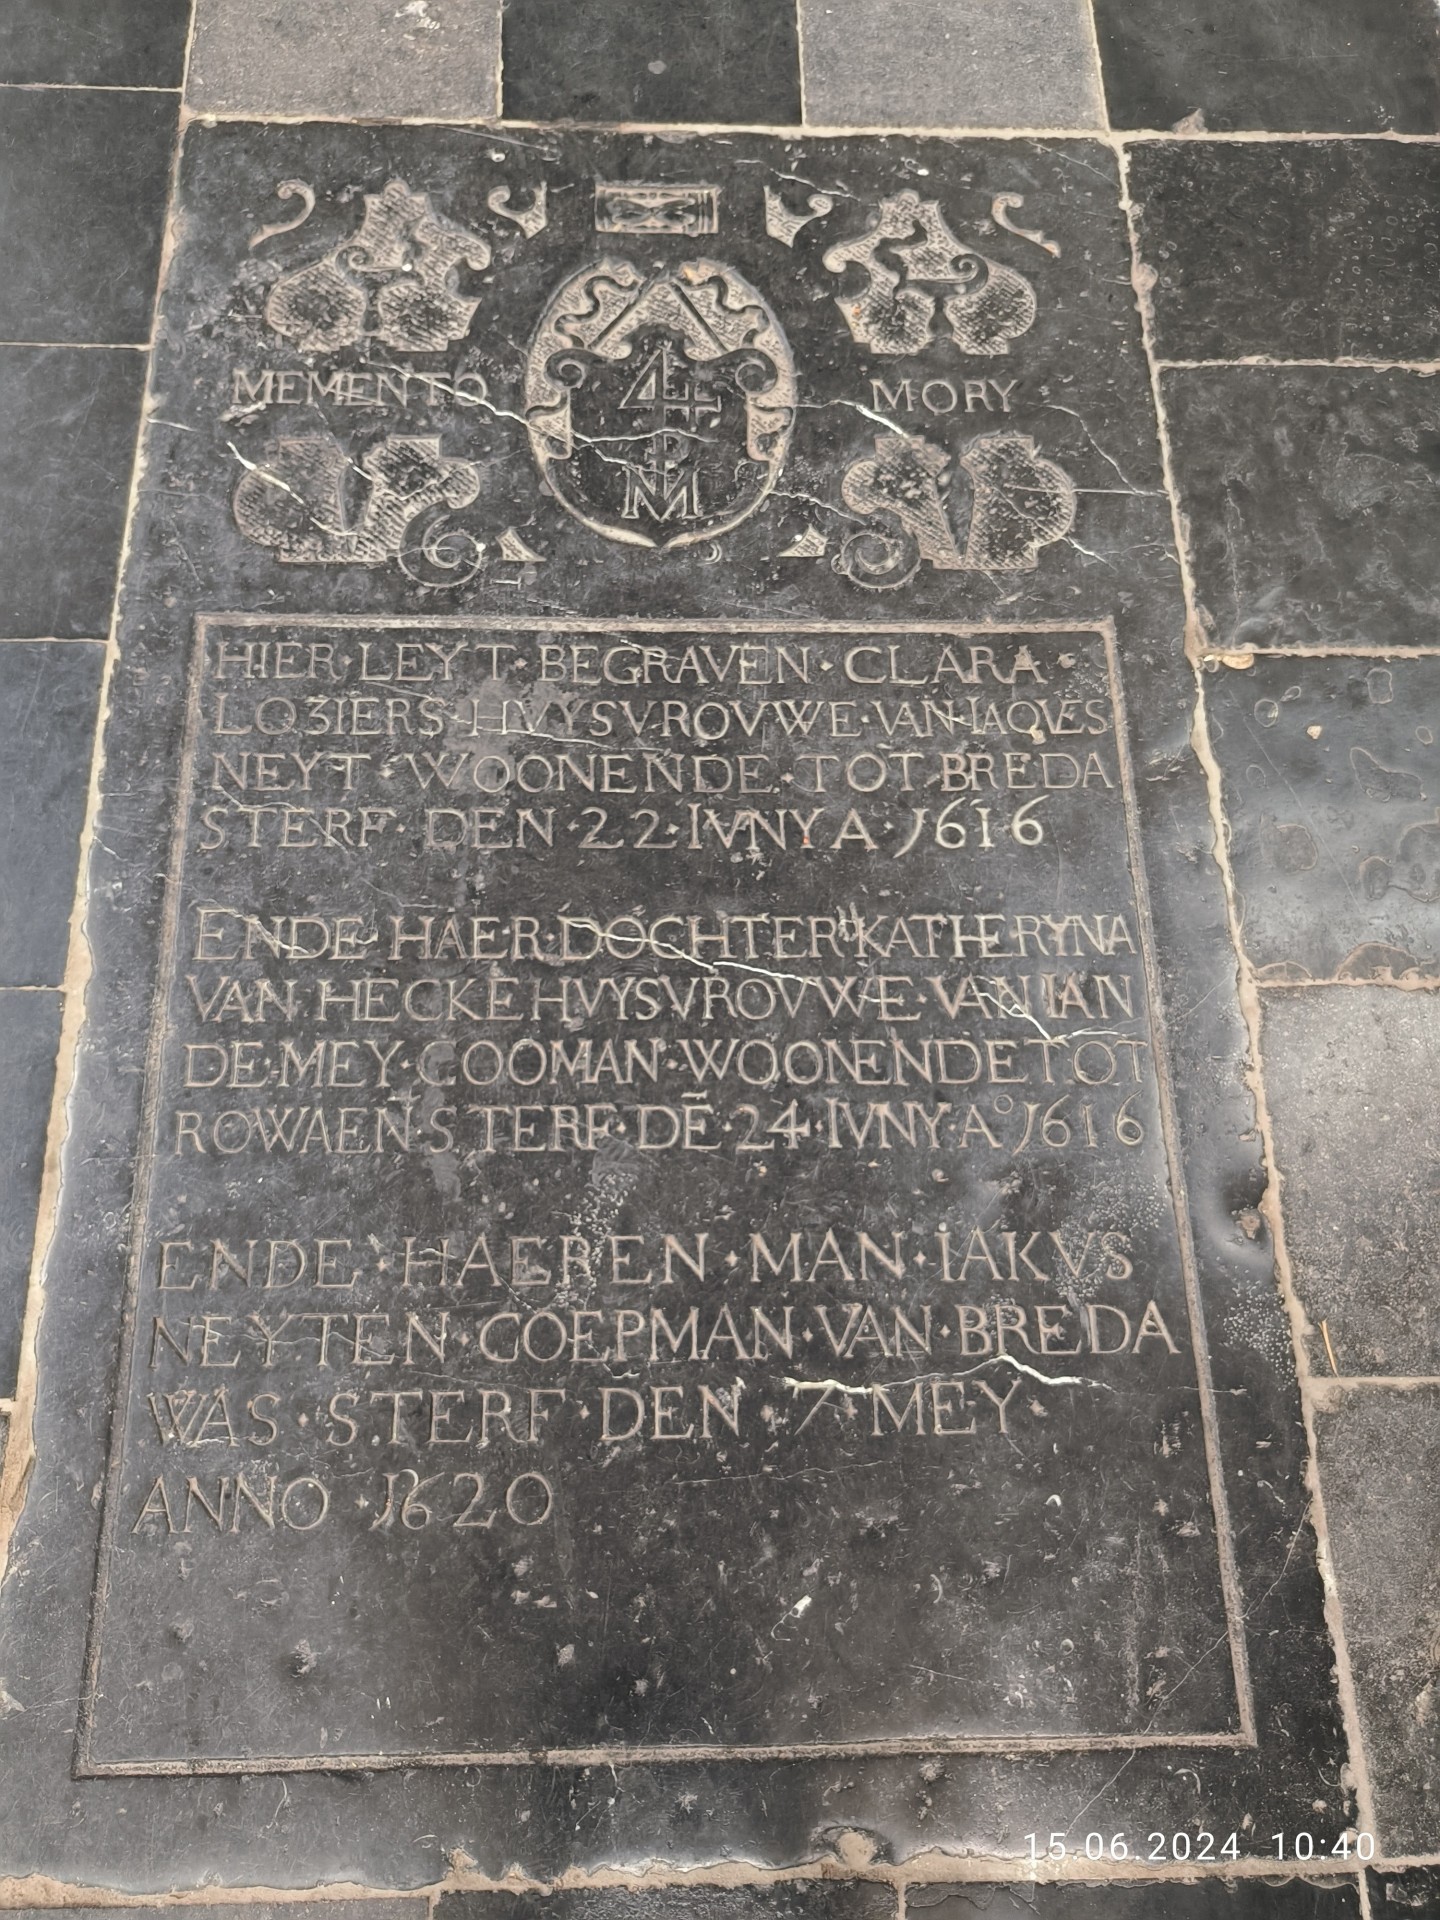 MEMENTO MORY
4
M
HIER·LEYT·BEGRAVEN·CLARA·
LOZIERS·HVYSVROVWE·VAN·IAQVES
NEYT·WOONENDE·TOT·BREDA
STERF·DEN·22·IVNY A·1616
ENDE·HAER·DOCHTER KATHERYNA
VAN HECKE HVYSVROVWE·VAN IAN
DE·MEY·COOMAN·WOONENDE TOT
ROWAEN·STERF·DĒ·24·IVNY·A° 1616
ENDE·HAEREN·MAN·IAKVS
NEYTEN·COEPMAN·VAN·BREDA
WAS·STERF·DEN·7·MEY·
ANNO·1620
15.06.2024 10:40